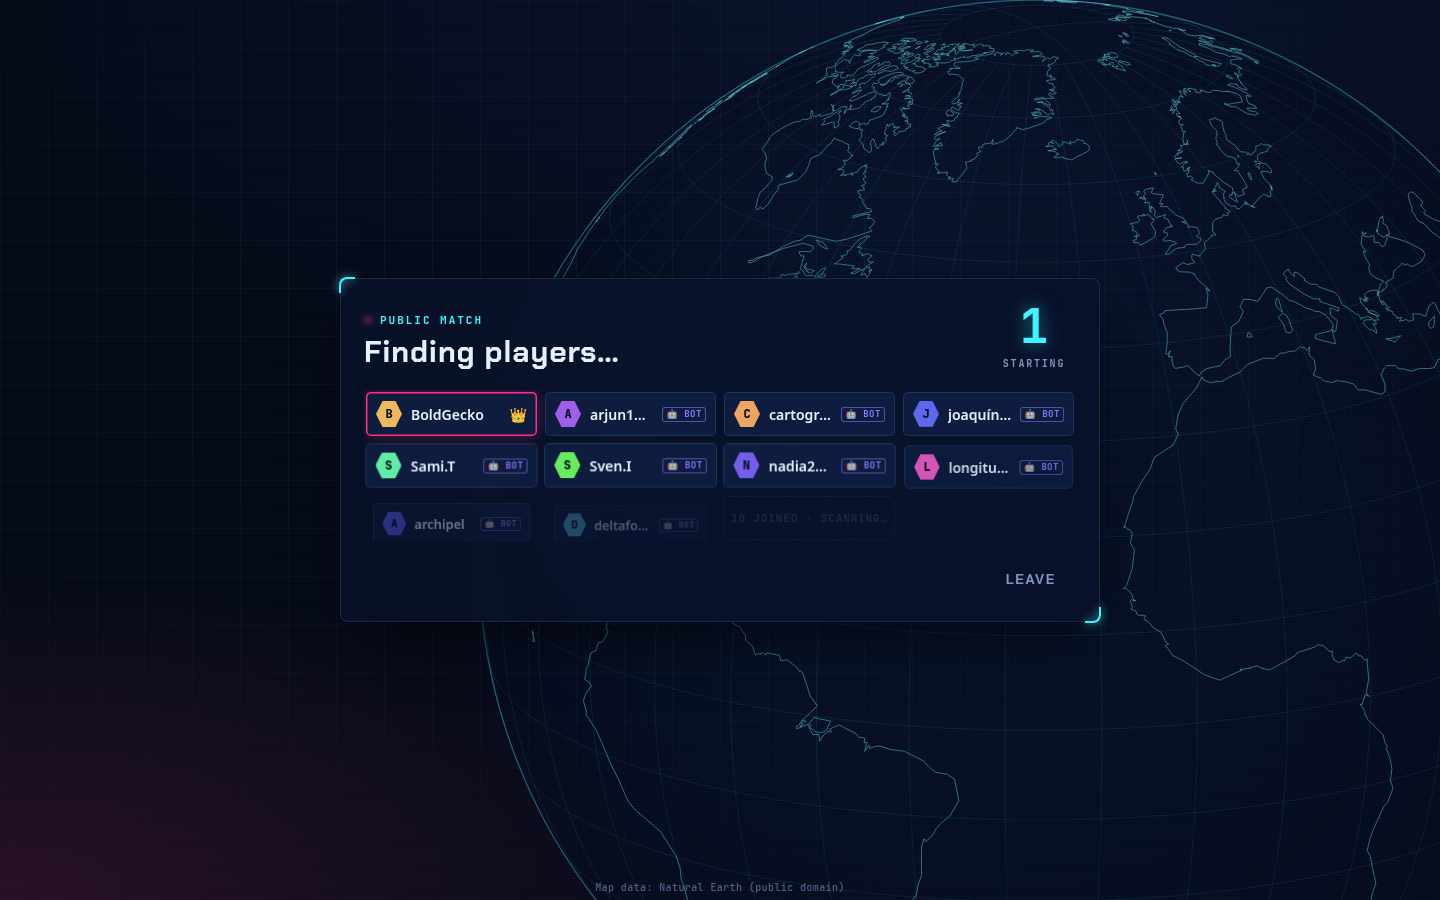 PUBLIC MATCH
Finding players...
1
STARTING
B BoldGecko 👑
A arjun1... 🤖 BOT
C cartogr... 🤖 BOT
J joaquín... 🤖 BOT
S Sami.T 🤖 BOT
S Sven.I 🤖 BOT
N nadia2... 🤖 BOT
L longitu... 🤖 BOT
A archipel 🤖 BOT
D deltafo... 🤖 BOT
10 JOINED · SCANNING…
LEAVE
Map data: Natural Earth (public domain)